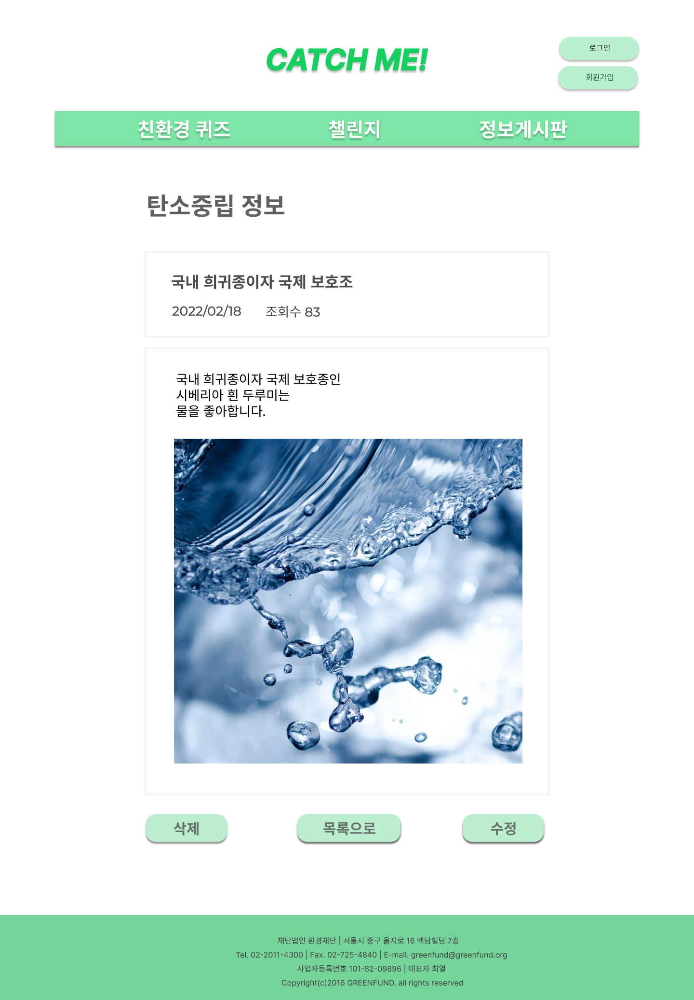 CATCH ME!
로그인
회원가입
친환경 퀴즈 챌린지 정보게시판
탄소중립 정보
국내 희귀종이자 국제 보호조
2022/02/18 조회수 83
국내 희귀종이자 국제 보호종인
시베리아 흰 두루미는
물을 좋아합니다.
삭제 목록으로 수정
재단법인 환경재단 | 서울시 중구 을지로 16 백남빌딩 7층
Tel. 02-2011-4300 | Fax. 02-725-4840 | E-mail. greenfund@greenfund.org
사업자등록번호 101-82-09896 | 대표자 최열
Copyright(c)2016 GREENFUND. all rights reserved